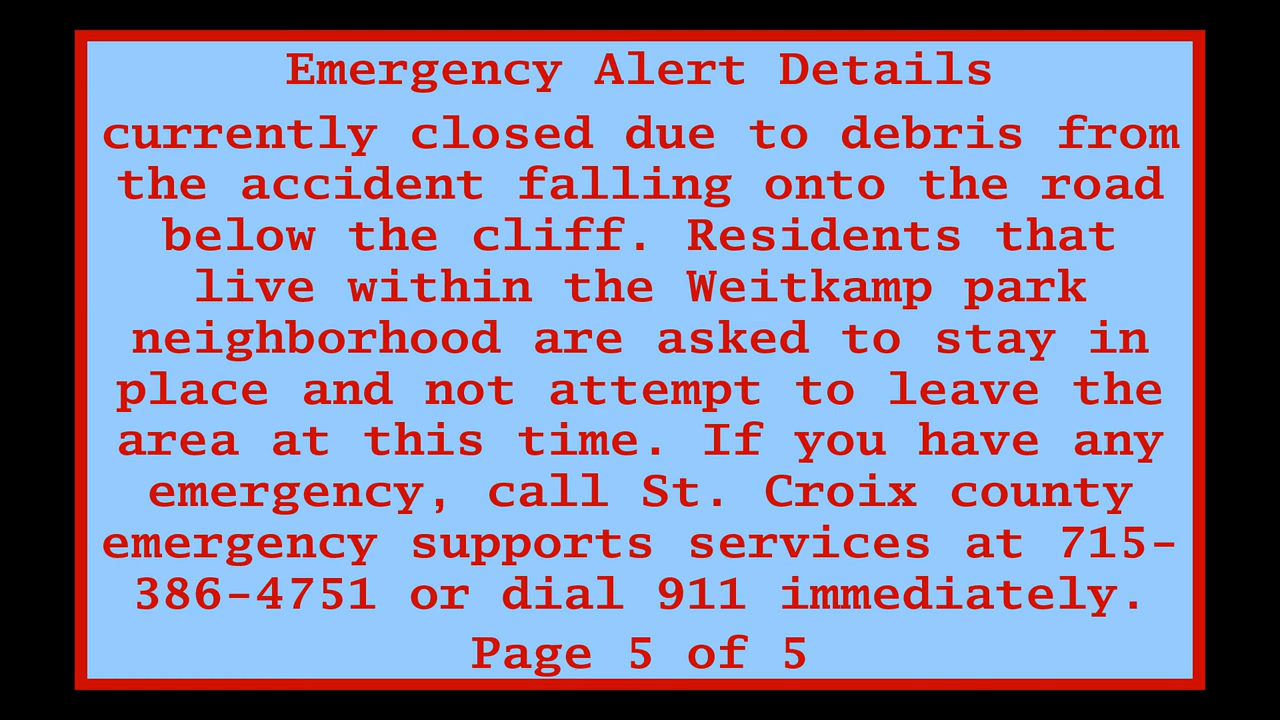 Emergency Alert Details
currently closed due to debris from
the accident falling onto the road
below the cliff. Residents that
live within the Weitkamp park
neighborhood are asked to stay in
place and not attempt to leave the
area at this time. If you have any
emergency, call St. Croix county
emergency supports services at 715-
386-4751 or dial 911 immediately.
Page 5 of 5